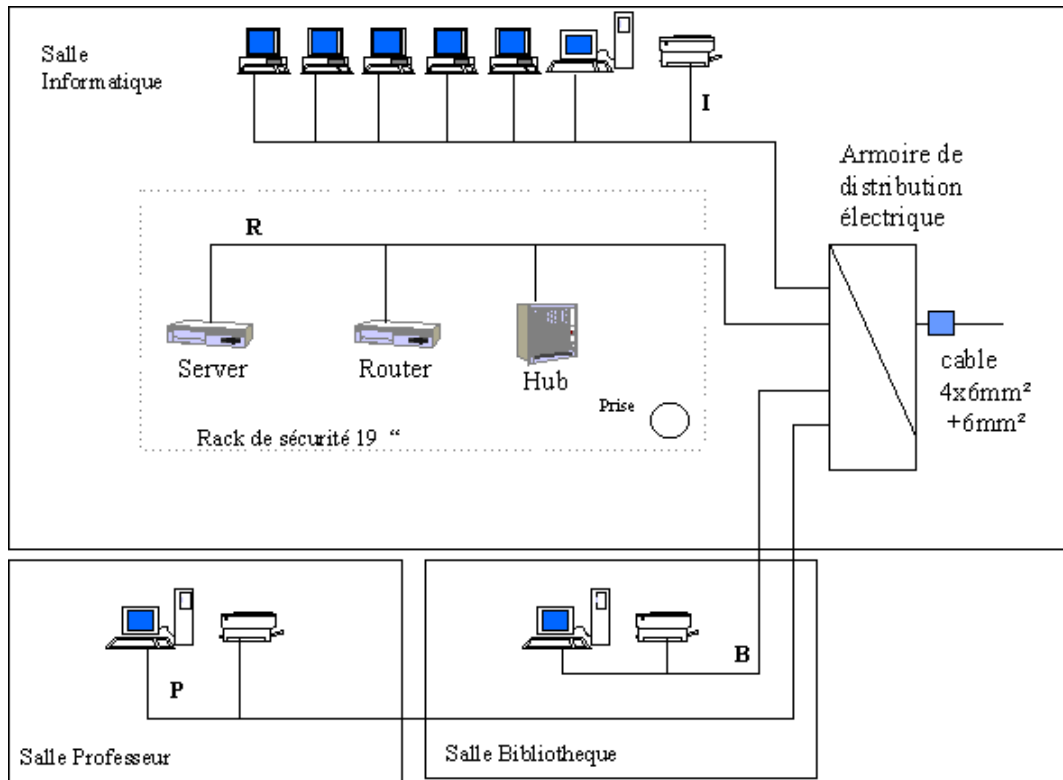 Salle
Informatique
I
Armoire de
distribution
électrique
R
Server
Router
Hub
cable
4x6mm²
+6mm²
Prise
Rack de sécurité 19 “
B
P
Salle Professeur
Salle Bibliotheque